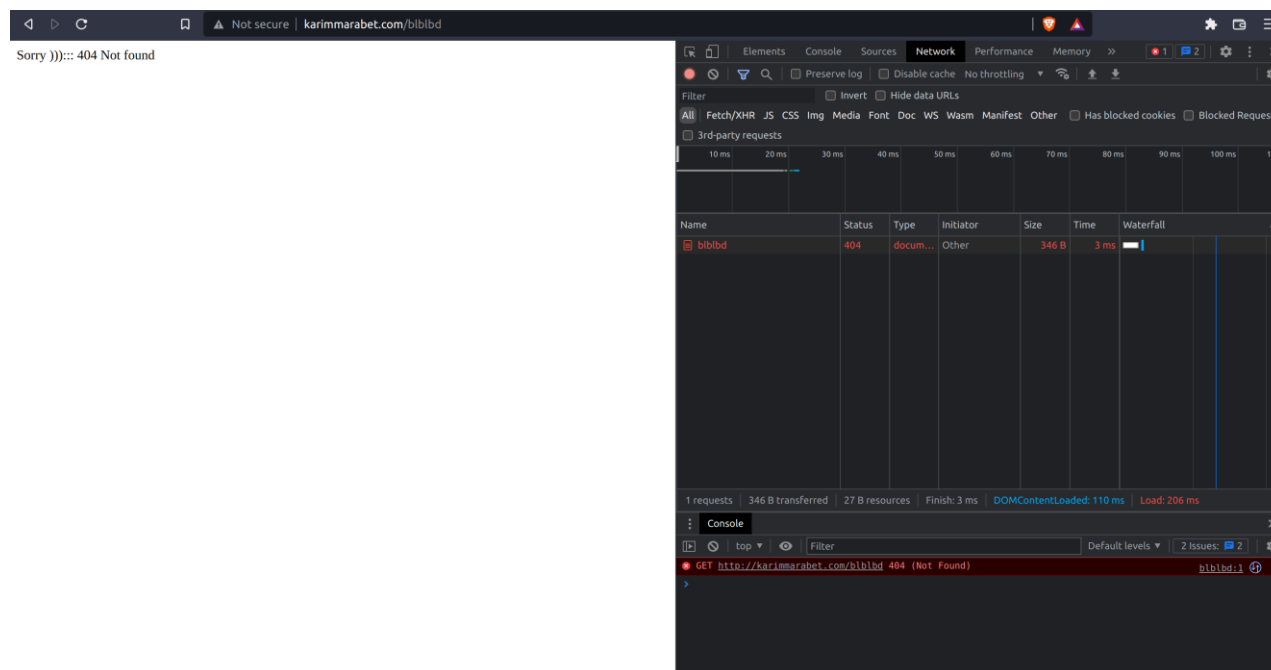 Not secure | karimmarabet.com/blblbd
Sorry )))::: 404 Not found
Elements Console Sources Network Performance Memory » 1 2
Preserve log Disable cache No throttling
Filter Invert Hide data URLs
All Fetch/XHR JS CSS Img Media Font Doc WS Wasm Manifest Other Has blocked cookies Blocked Reques
3rd-party requests
10 ms 20 ms 30 ms 40 ms 50 ms 60 ms 70 ms 80 ms 90 ms 100 ms 1
Name Status Type Initiator Size Time Waterfall
blblbd 404 docum... Other 346 B 3 ms
1 requests 346 B transferred 27 B resources Finish: 3 ms DOMContentLoaded: 110 ms Load: 206 ms
Console
top Filter Default levels 2 Issues: 2
GET http://karimmarabet.com/blblbd 404 (Not Found) blblbd:1